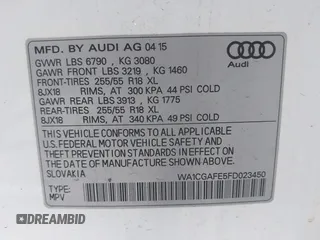 MFD. BY AUDI AG 04 15
GVWR LBS 6790 , KG 3080
GAWR FRONT LBS 3219 , KG 1460
FRONT-TIRES: 255/55 R18 XL
8JX18 RIMS, AT 300 KPA 44 PSI COLD
GAWR REAR LBS 3913 , KG 1775
REAR-TIRES: 255/55 R18 XL
8JX18 RIMS, AT 340 KPA 49 PSI COLD
Audi
THIS VEHICLE CONFORMS TO ALL APPLICABLE
U.S.FEDERAL MOTOR VEHICLE SAFETY AND
THEFT PREVENTION STANDARDS IN EFFECT ON
THE DATE OF MANUFACTURE SHOWN ABOVE.
SLOVAKIA
TYPE:
MPV
WA1CGAFE5FD023450
DREAMBID